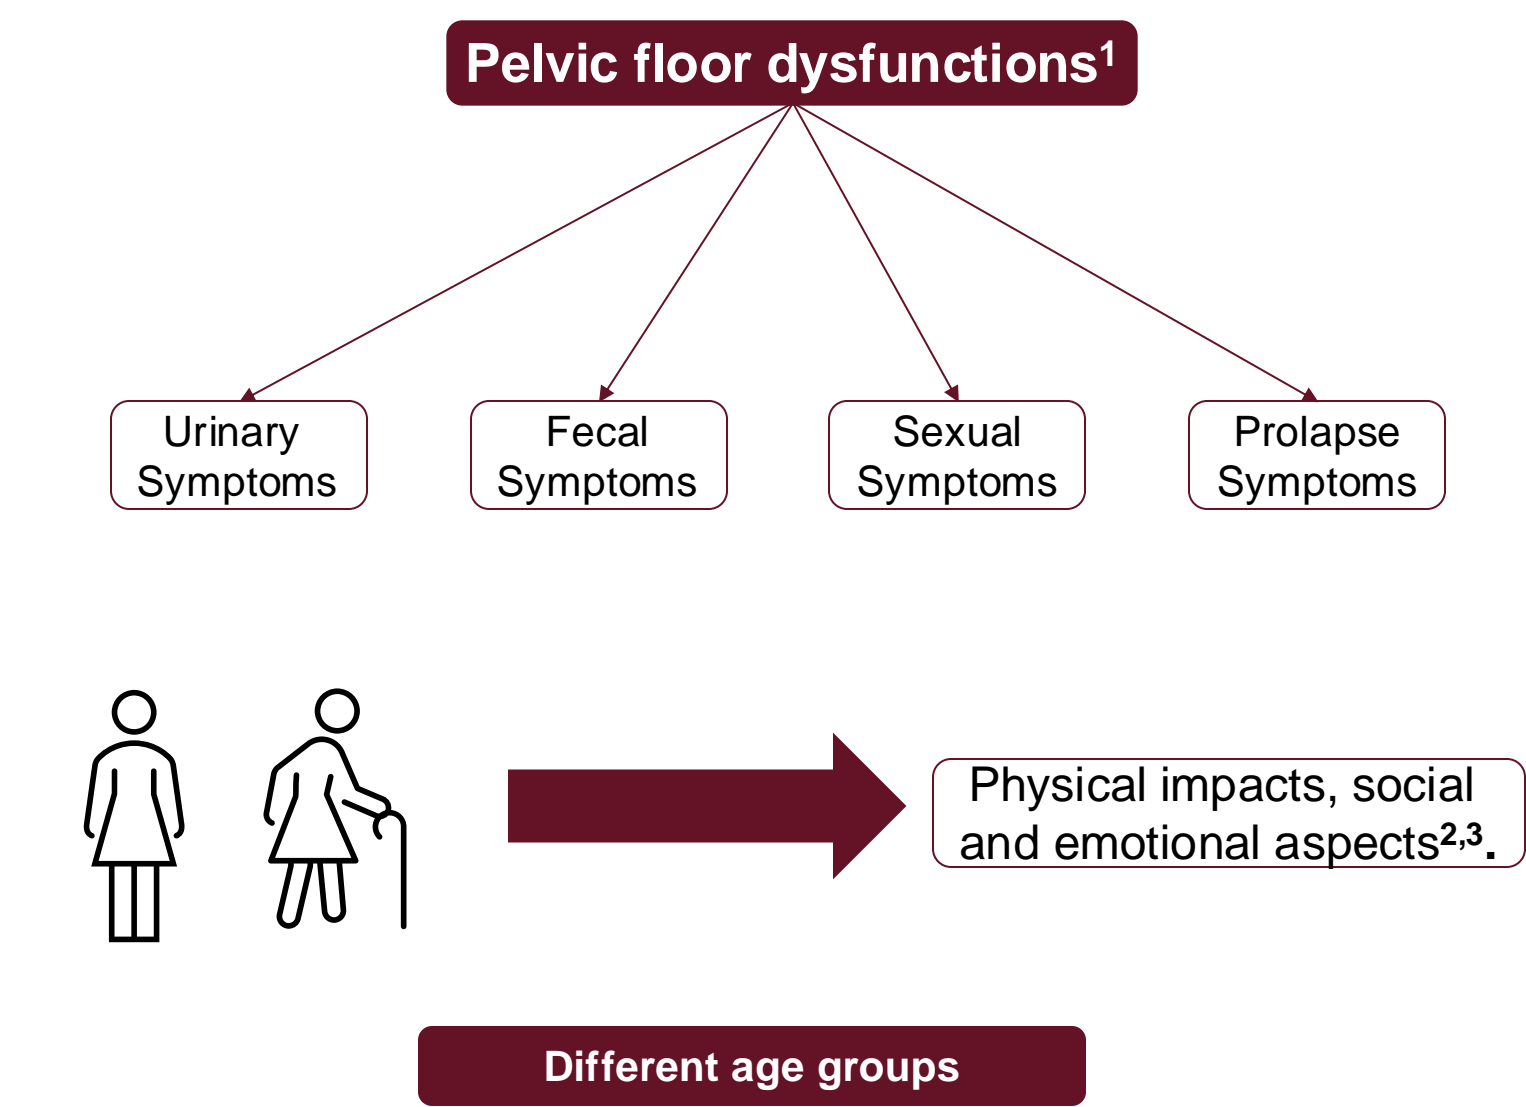 Pelvic floor dysfunctions¹
Urinary
Symptoms
Fecal
Symptoms
Sexual
Symptoms
Prolapse
Symptoms
Physical impacts, social
and emotional aspects²,³.
Different age groups